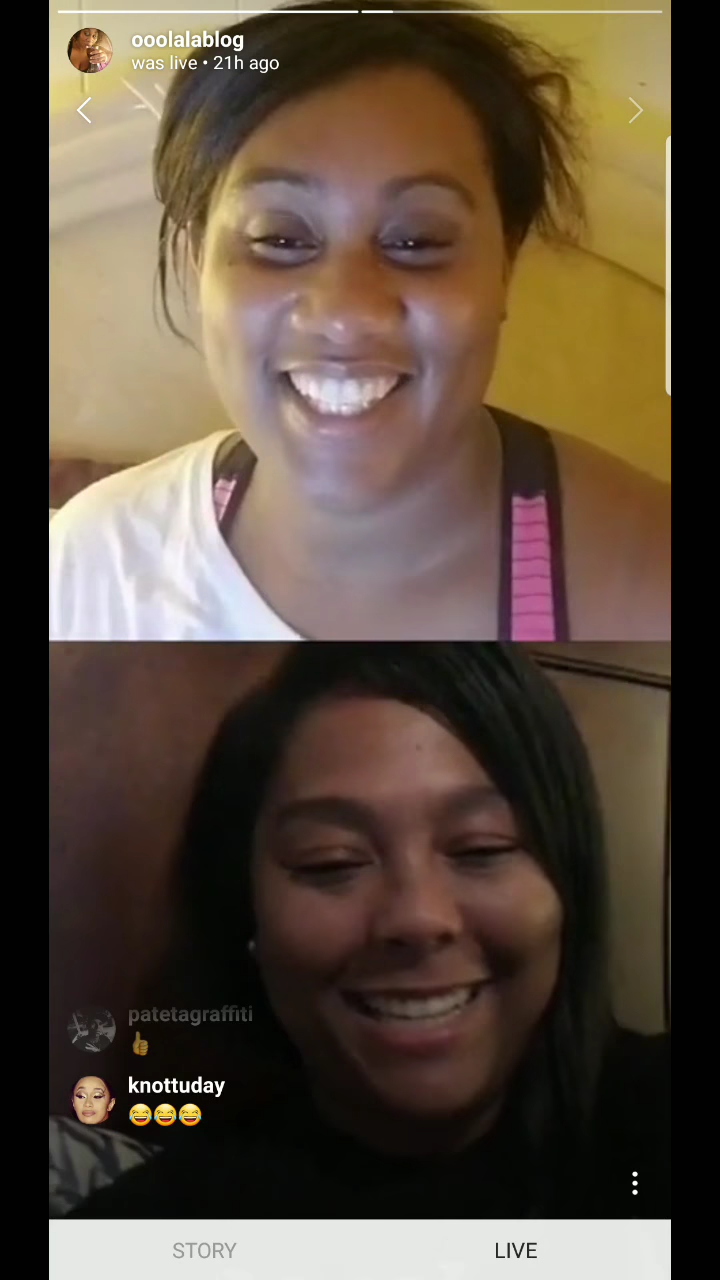 ooolalablog
was live • 21h ago
patetagraffiti
👍
knottuday
😂😂😂
STORY
LIVE